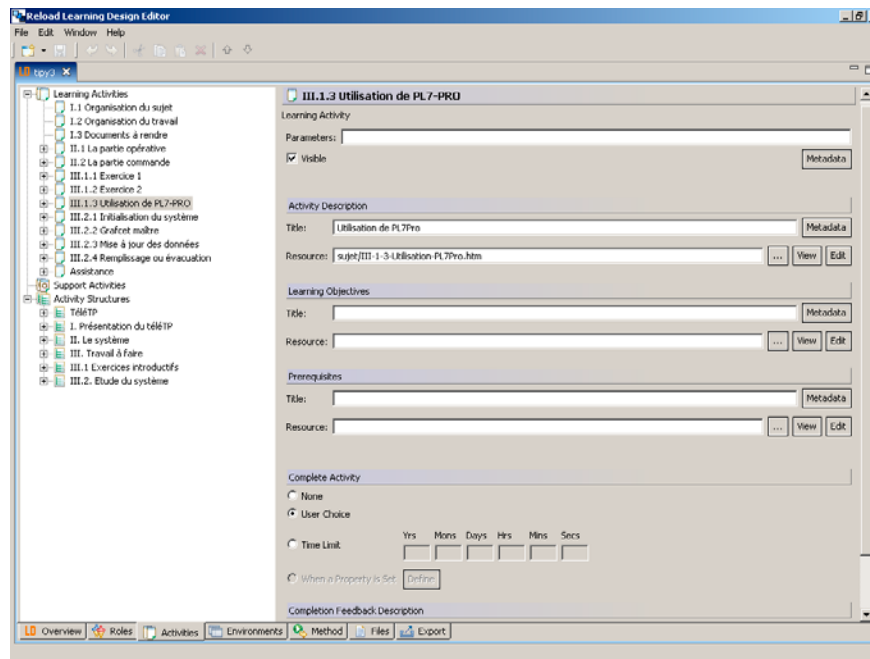 Reload Learning Design Editor
File Edit Window Help
tipy3
Learning Activities
I.1 Organisation du sujet
I.2 Organisation du travail
I.3 Documents à rendre
II.1 La partie opérative
II.2 La partie commande
III.1.1 Exercice 1
III.1.2 Exercice 2
III.1.3 Utilisation de PL7-PRO
III.2.1 Initialisation du système
III.2.2 Grafcet maître
III.2.3 Mise à jour des données
III.2.4 Remplissage ou évacuation
Assistance
Support Activities
Activity Structures
TéléTP
I. Présentation du téléTP
II. Le système
III. Travail à faire
III.1 Exercices introductifs
III.2. Etude du système
III.1.3 Utilisation de PL7-PRO
Learning Activity
Parameters:
Visible Metadata
Activity Description
Title: Utilisation de PL7Pro Metadata
Resource: sujet/III-1-3-Utilisation-PL7Pro.htm ... View Edit
Learning Objectives
Title: Metadata
Resource: ... View Edit
Prerequisites
Title: Metadata
Resource: ... View Edit
Complete Activity
None
User Choice
Yrs Mons Days Hrs Mins Secs
Time Limit
When a Property is Set Define
Completion Feedback Description
LD Overview Roles Activities Environments Method Files Export